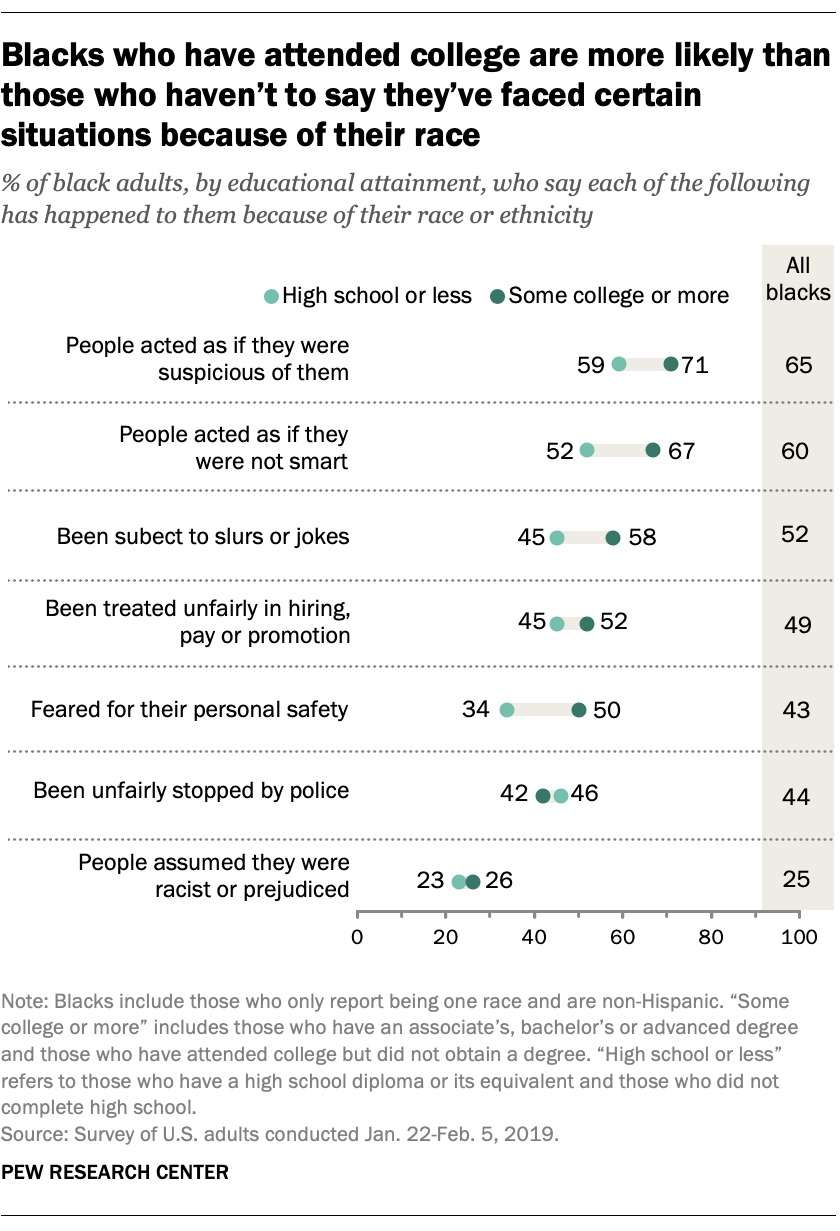 Blacks who have attended college are more likely than
those who haven’t to say they’ve faced certain
situations because of their race
% of black adults, by educational attainment, who say each of the following
has happened to them because of their race or ethnicity
All
blacks
High school or less Some college or more
People acted as if they were
suspicious of them
59 71 65
People acted as if they
were not smart
52 67 60
Been subect to slurs or jokes 45 58 52
Been treated unfairly in hiring,
pay or promotion
45 52 49
Feared for their personal safety 34 50 43
Been unfairly stopped by police 42 46 44
People assumed they were
racist or prejudiced
23 26 25
0 20 40 60 80 100
Note: Blacks include those who only report being one race and are non-Hispanic. “Some
college or more” includes those who have an associate’s, bachelor’s or advanced degree
and those who have attended college but did not obtain a degree. “High school or less”
refers to those who have a high school diploma or its equivalent and those who did not
complete high school.
Source: Survey of U.S. adults conducted Jan. 22-Feb. 5, 2019.
PEW RESEARCH CENTER